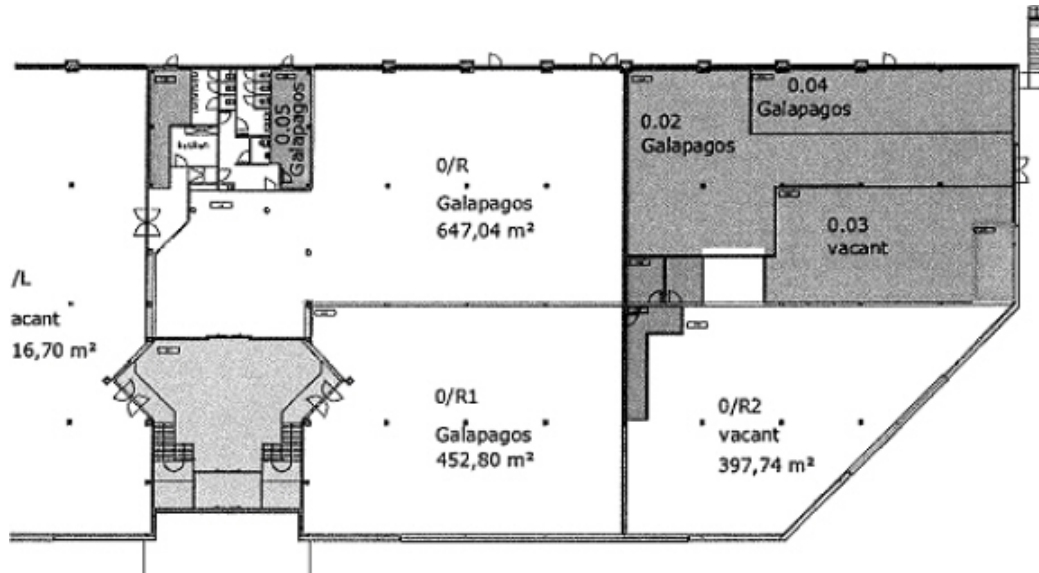 0.05
Galapagos
0.04
Galapagos
0.02
Galapagos
0/R
Galapagos
647,04 m²
0.03
vacant
/L
acant
16,70 m²
0/R1
Galapagos
452,80 m²
0/R2
vacant
397,74 m²